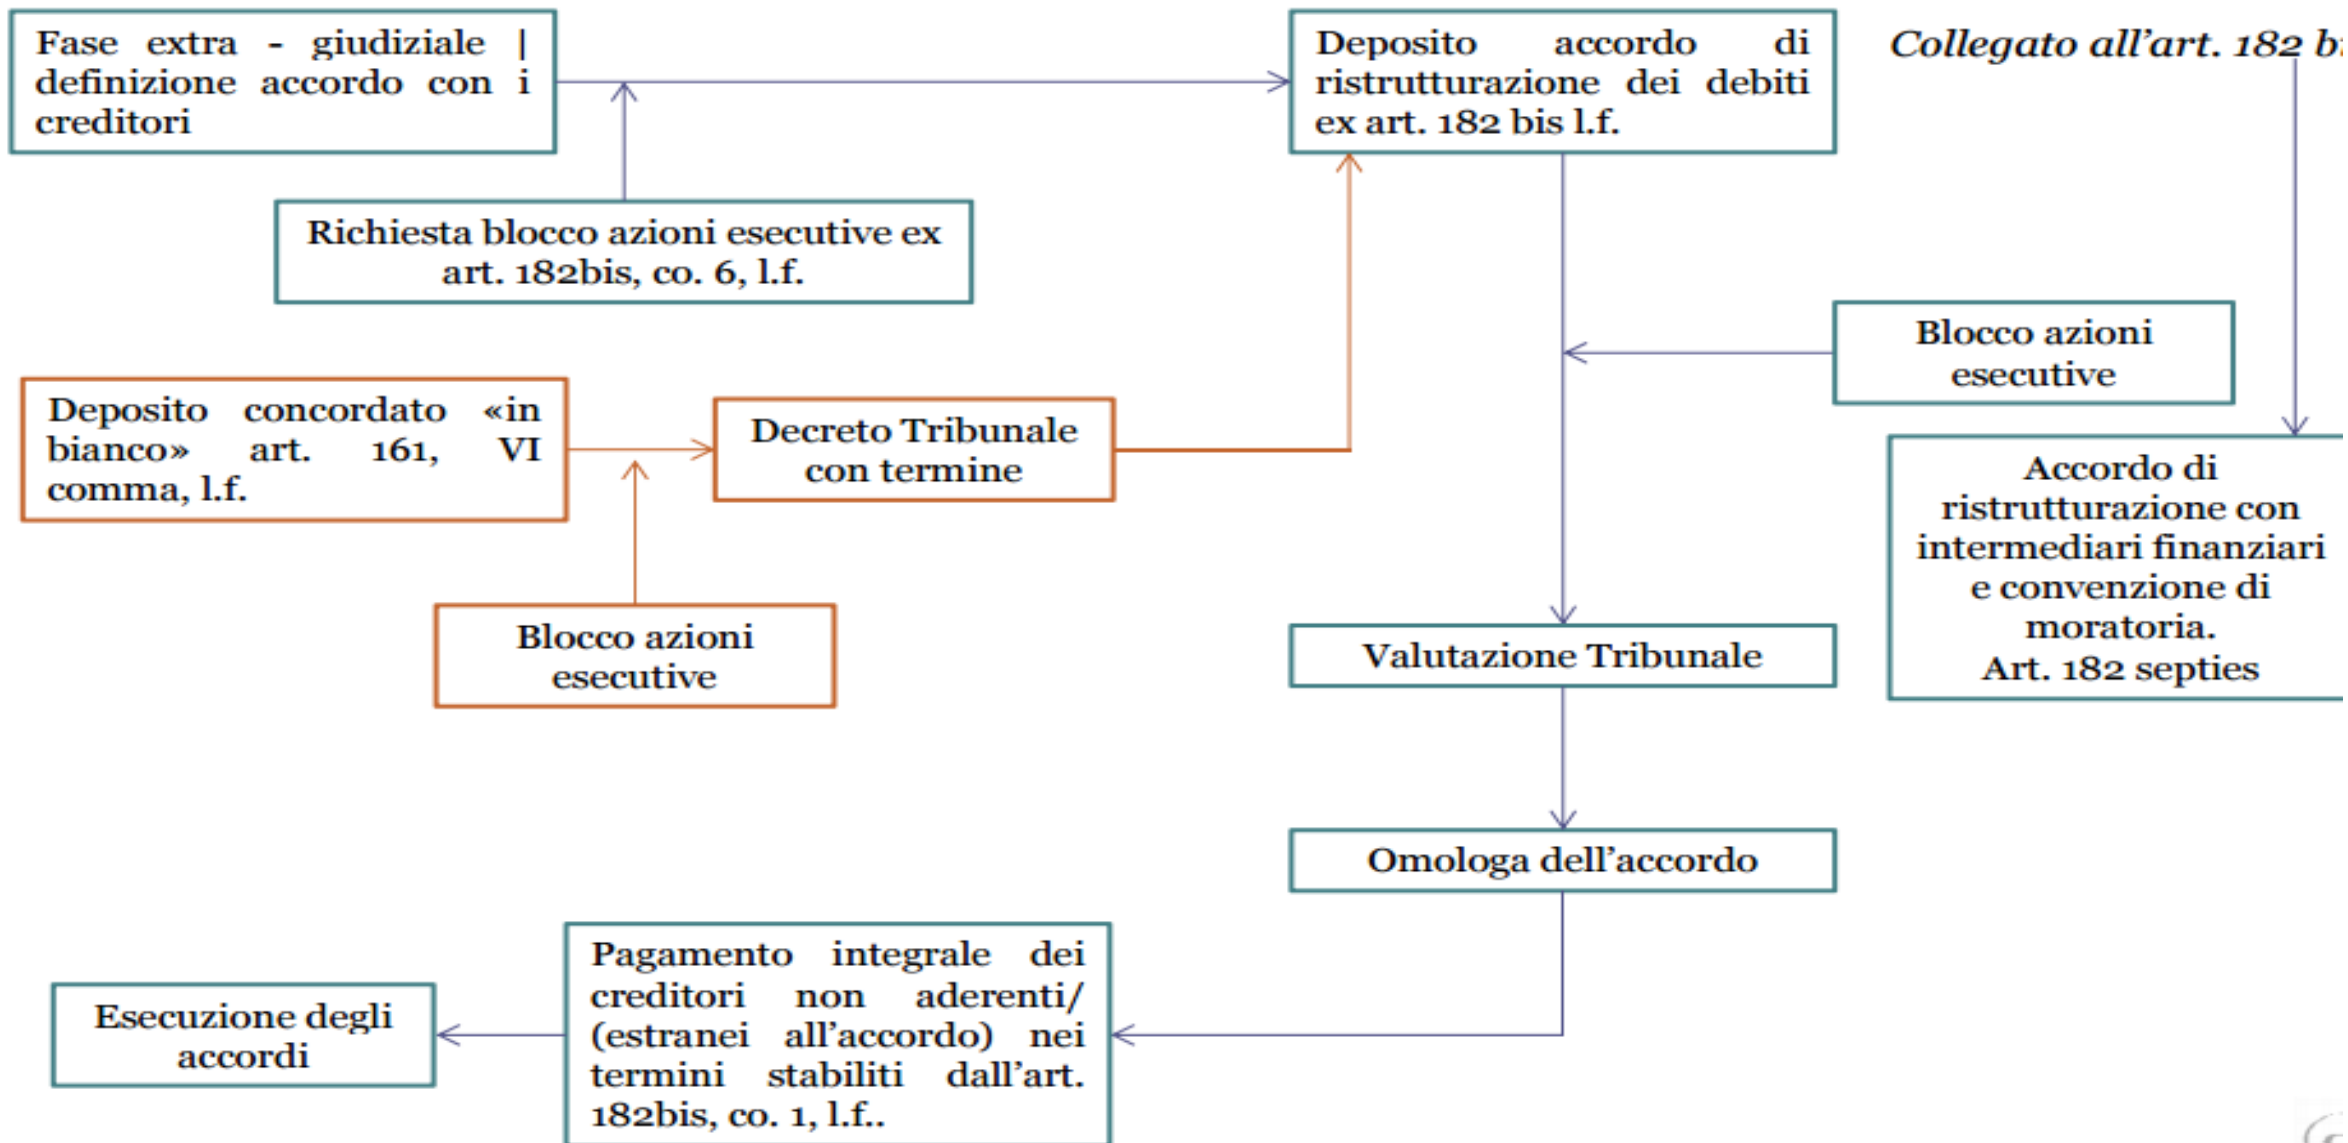 Fase extra - giudiziale |
definizione accordo con i
creditori
Deposito accordo di
ristrutturazione dei debiti
ex art. 182 bis l.f.
Collegato all’art. 182 bi
Richiesta blocco azioni esecutive ex
art. 182bis, co. 6, l.f.
Blocco azioni
esecutive
Deposito concordato «in
bianco» art. 161, VI
comma, l.f.
Decreto Tribunale
con termine
Accordo di
ristrutturazione con
intermediari finanziari
e convenzione di
moratoria.
Art. 182 septies
Blocco azioni
esecutive
Valutazione Tribunale
Omologa dell’accordo
Pagamento integrale dei
creditori non aderenti/
(estranei all’accordo) nei
termini stabiliti dall’art.
182bis, co. 1, l.f..
Esecuzione degli
accordi